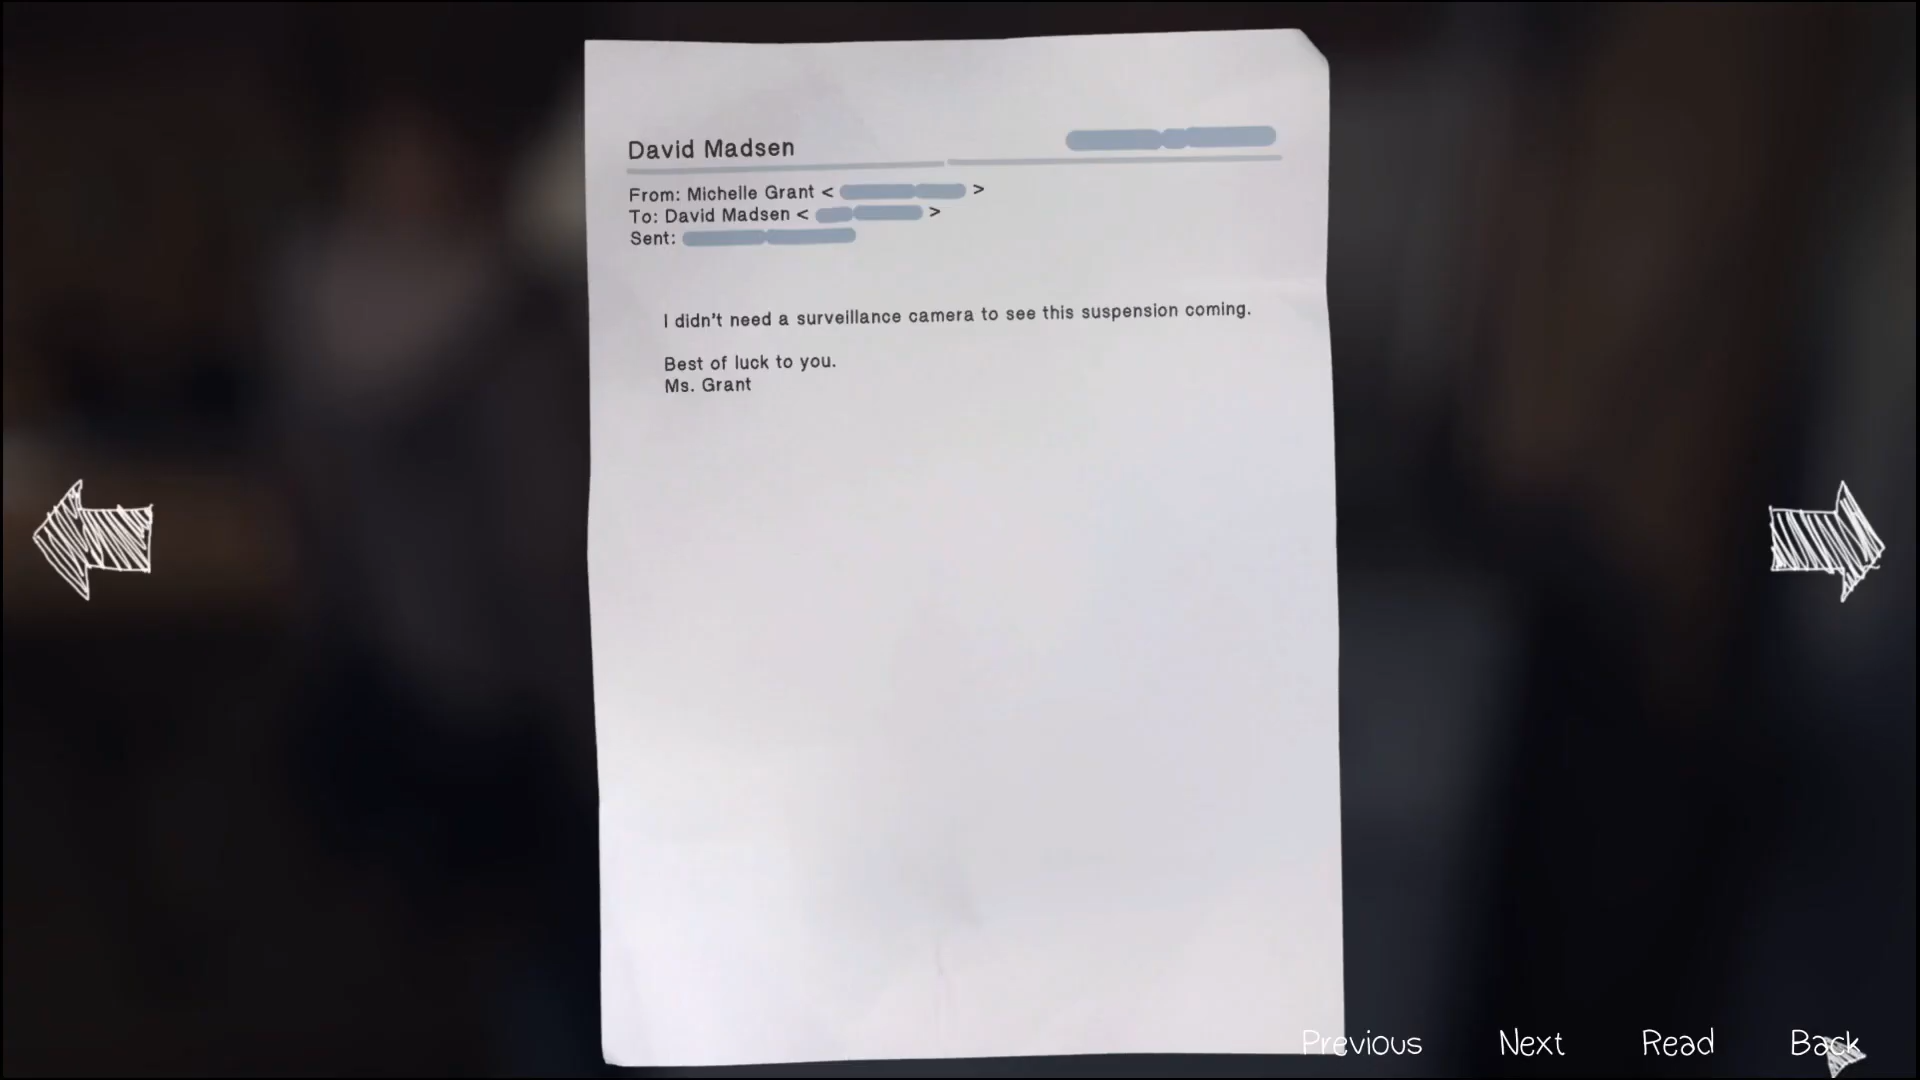 David Madsen
From: Michelle Grant < >
To: David Madsen < >
Sent:
I didn't need a surveillance camera to see this suspension coming.
Best of luck to you.
Ms. Grant
Previous Next Read Back